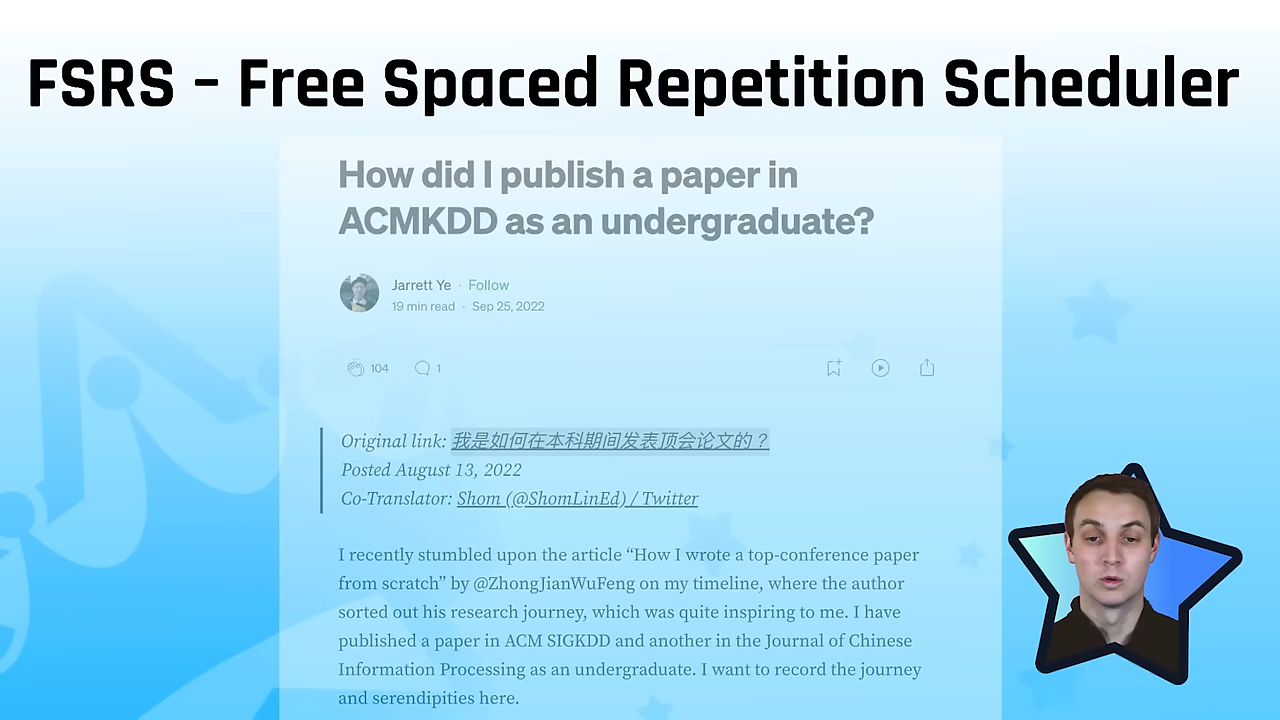 FSRS - Free Spaced Repetition Scheduler
How did I publish a paper in
ACMKDD as an undergraduate?
Jarrett Ye · Follow
19 min read · Sep 25, 2022
104 1
Original link: 我是如何在本科期间发表顶会论文的？
Posted August 13, 2022
Co-Translator: Shom (@ShomLinEd) / Twitter
I recently stumbled upon the article “How I wrote a top-conference paper
from scratch” by @ZhongJianWuFeng on my timeline, where the author
sorted out his research journey, which was quite inspiring to me. I have
published a paper in ACM SIGKDD and another in the Journal of Chinese
Information Processing as an undergraduate. I want to record the journey
and serendipities here.